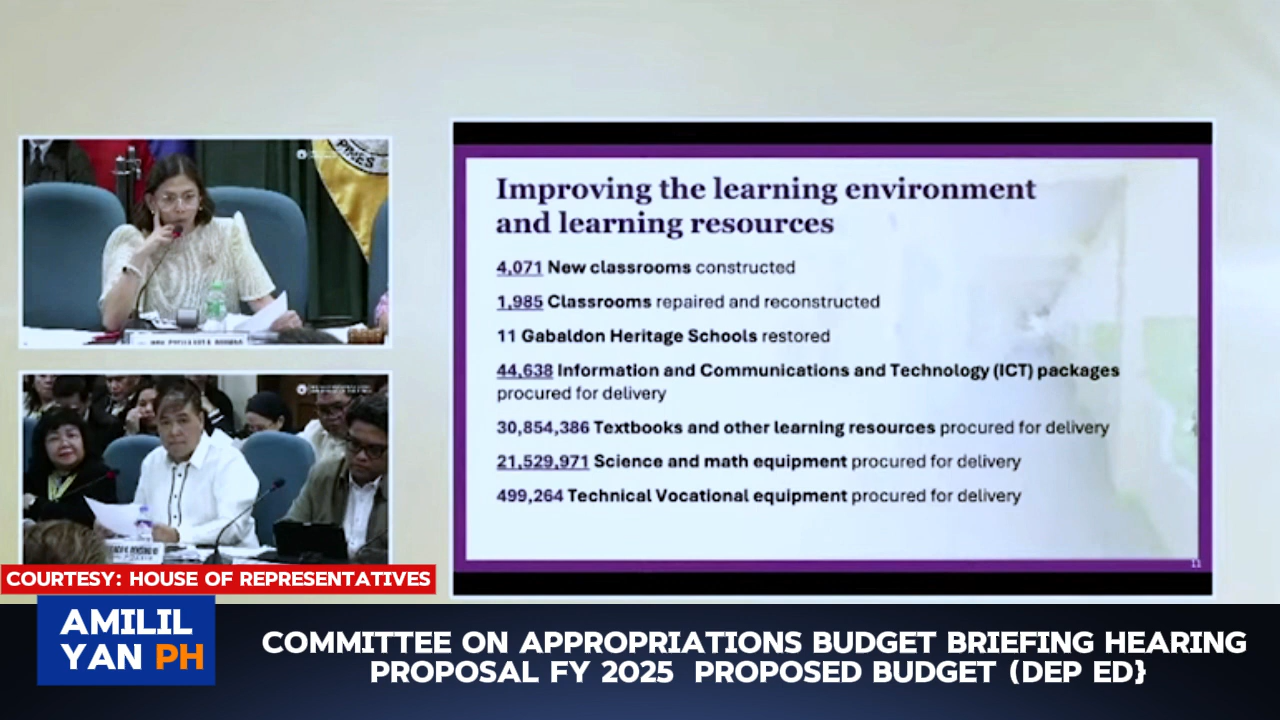 PINES
Improving the learning environment
and learning resources
4,071 New classrooms constructed
1,985 Classrooms repaired and reconstructed
11 Gabaldon Heritage Schools restored
44,638 Information and Communications and Technology (ICT) packages
procured for delivery
30,854,386 Textbooks and other learning resources procured for delivery
21,529,971 Science and math equipment procured for delivery
499,264 Technical Vocational equipment procured for delivery
11
COURTESY: HOUSE OF REPRESENTATIVES
AMILIL
YAN PH
COMMITTEE ON APPROPRIATIONS BUDGET BRIEFING HEARING
PROPOSAL FY 2025 PROPOSED BUDGET (DEP ED}